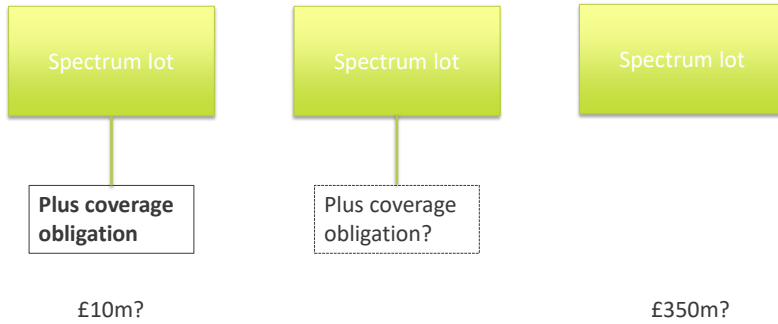 Spectrum lot
Spectrum lot
Spectrum lot
Plus coverage
obligation
Plus coverage
obligation?
£10m?
£350m?